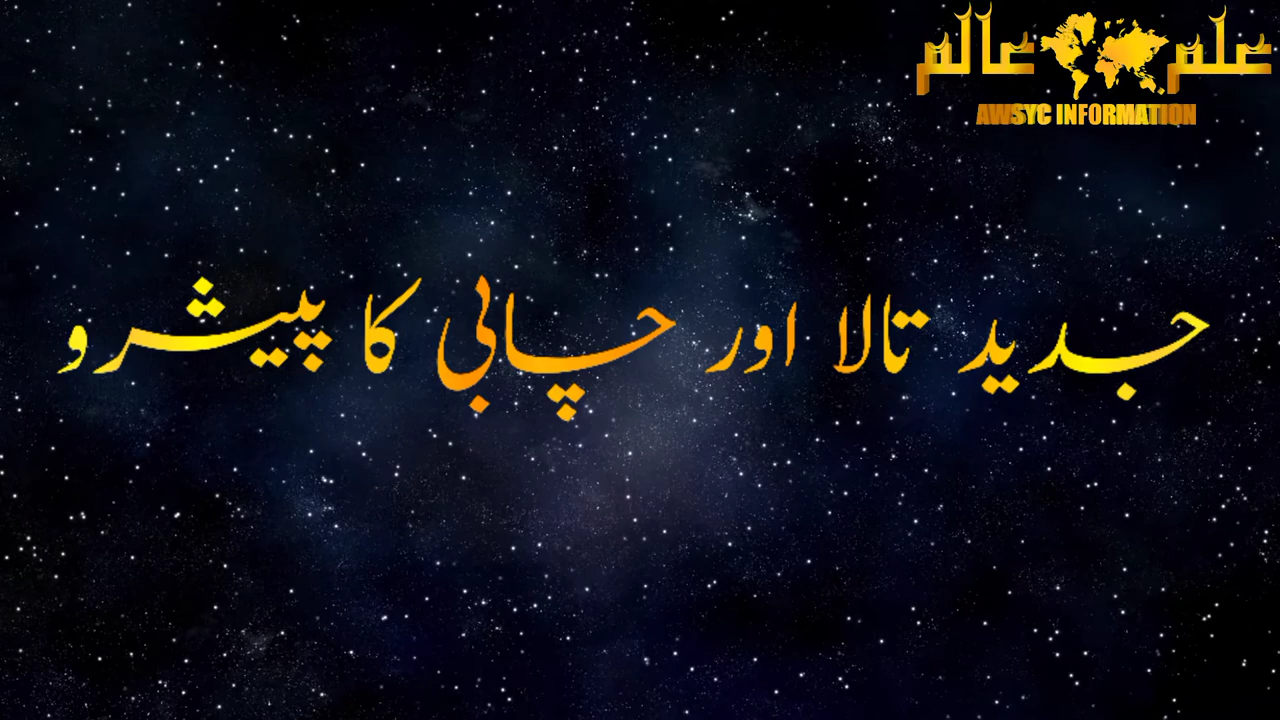 علم عالم
AWSYC INFORMATION
جدید تالا اور چابی کا پیشرو